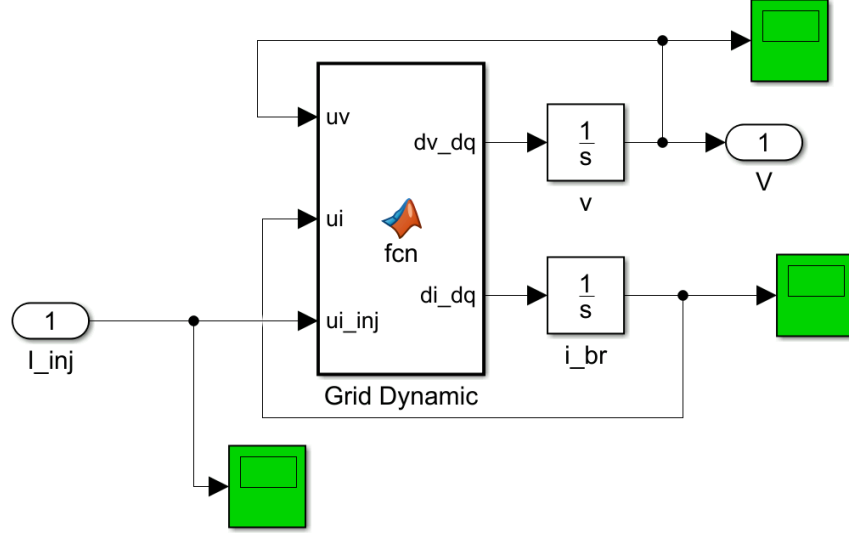 uv
dv_dq
1
s
v
1
V
ui
fcn
1
I_inj
ui_inj
di_dq
1
s
i_br
Grid Dynamic